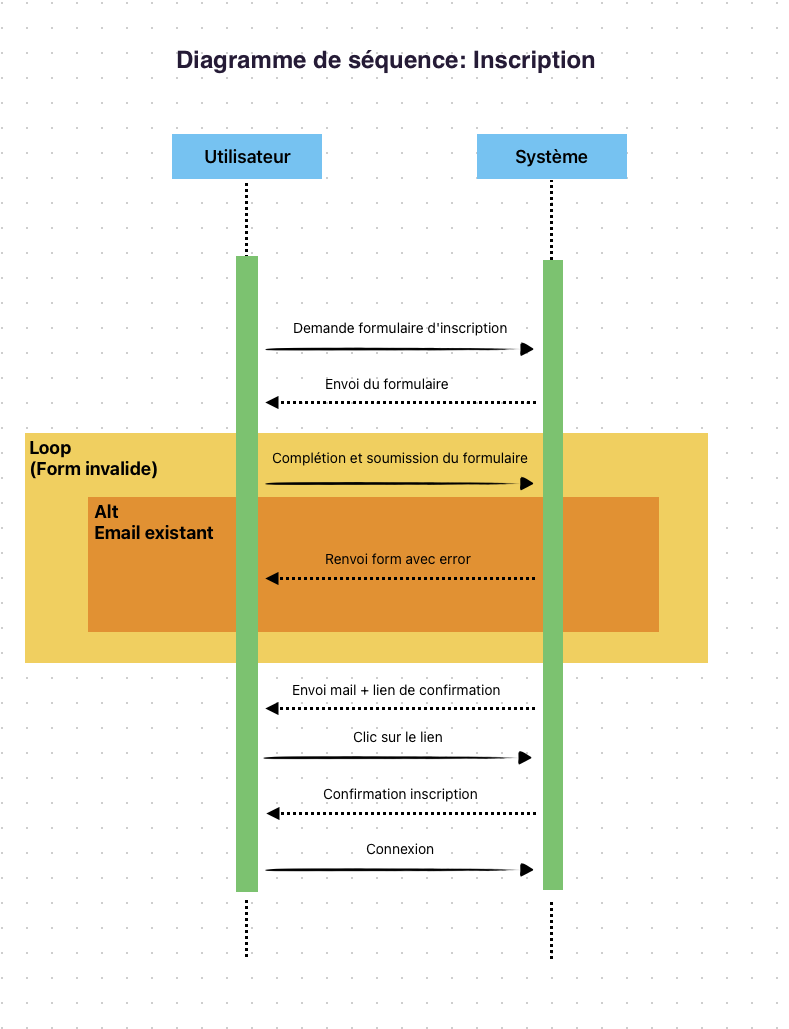 Diagramme de séquence: Inscription
Utilisateur
Système
Demande formulaire d'inscription
Envoi du formulaire
Loop
(Form invalide)
Complétion et soumission du formulaire
Alt
Email existant
Renvoi form avec error
Envoi mail + lien de confirmation
Clic sur le lien
Confirmation inscription
Connexion